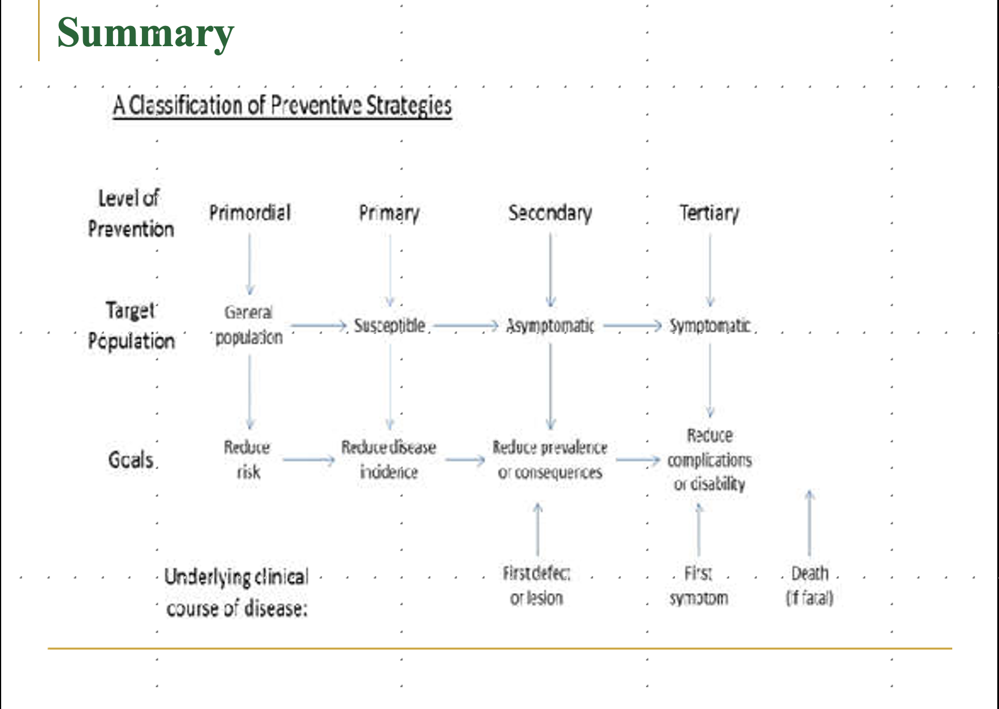 Summary
A Classification of Preventive Strategies
Level of
Prevention
Primordial
Primary
Secondary
Tertiary
Target
Population
General
population
Susceptible
Asymptomatic
Symptomatic
Goals
Reduce
risk
Reduce disease
incidence
Reduce prevalence
or consequences
Reduce
complications
or disability
Underlying clinical
course of disease:
First defect
or lesion
First
symptom
Death
(if fatal)